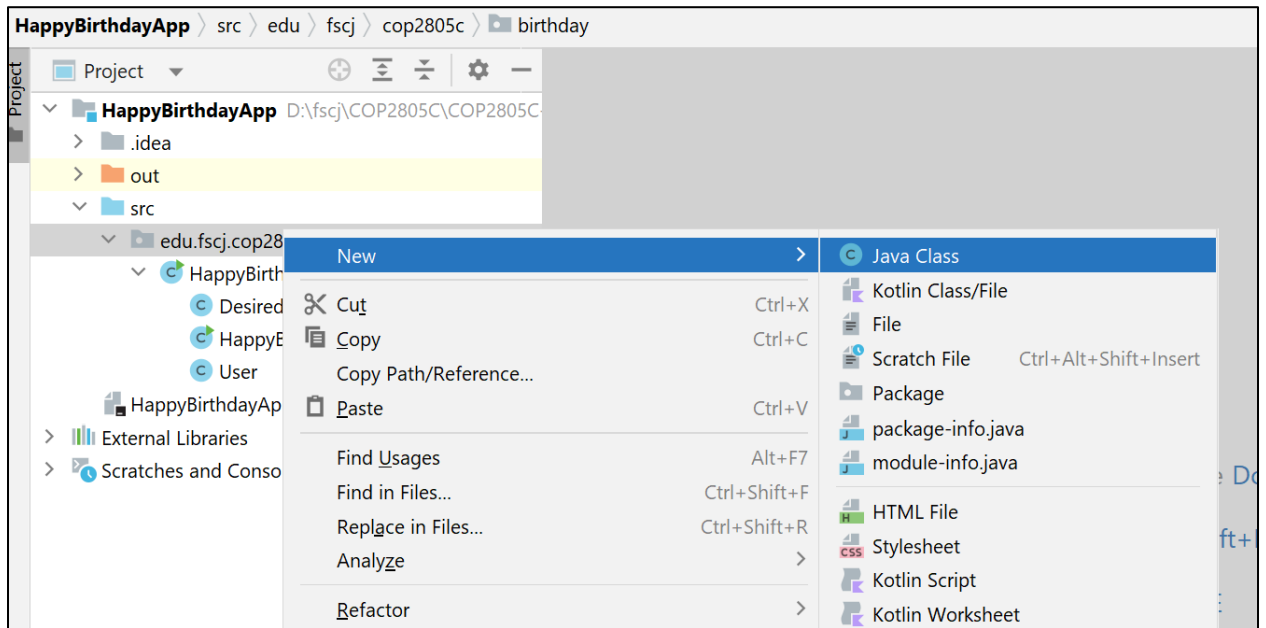 HappyBirthdayApp 〉 src 〉 edu 〉 fscj 〉 cop2805c 〉 birthday
Project
Project
HappyBirthdayApp D:\fscj\COP2805C\COP2805C-
.idea
out
src
edu.fscj.cop28
HappyBirth
Desired
HappyB
User
HappyBirthdayAp
External Libraries
Scratches and Conso
New
Cut Ctrl+X
Copy Ctrl+C
Copy Path/Reference...
Paste Ctrl+V
Find Usages Alt+F7
Find in Files... Ctrl+Shift+F
Replace in Files... Ctrl+Shift+R
Analyze
Refactor
Java Class
Kotlin Class/File
File
Scratch File Ctrl+Alt+Shift+Insert
Package
package-info.java
module-info.java
HTML File
Stylesheet
Kotlin Script
Kotlin Worksheet